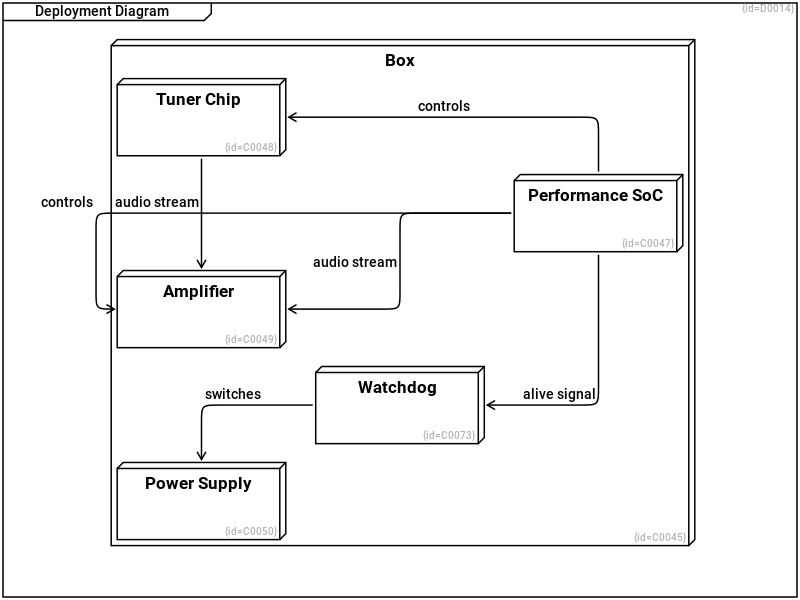 Deployment Diagram
{id=D0014}
Box
Tuner Chip
{id=C0048}
controls
Performance SoC
{id=C0047}
controls
audio stream
audio stream
Amplifier
{id=C0049}
Watchdog
{id=C0073}
switches
alive signal
Power Supply
{id=C0050}
{id=C0045}